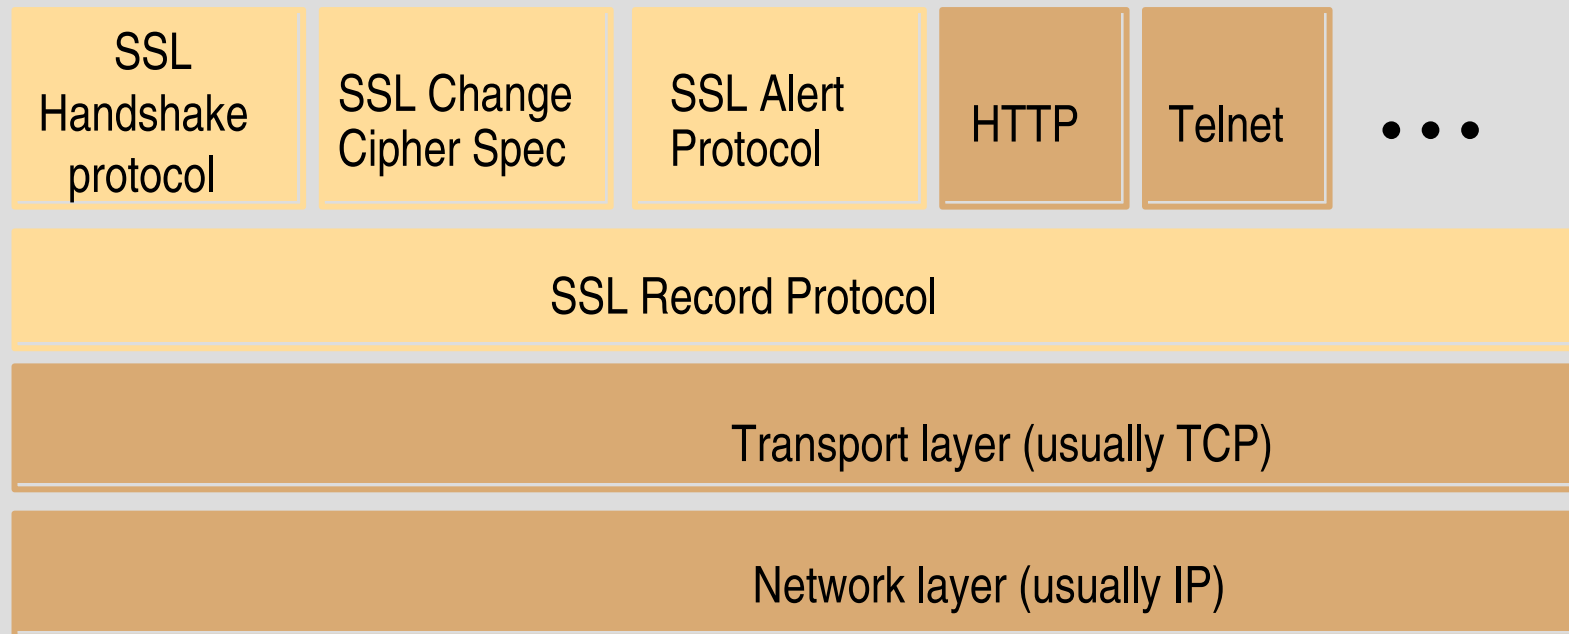 SSL
Handshake
protocol
SSL Change
Cipher Spec
SSL Alert
Protocol
HTTP
Telnet
• • •
SSL Record Protocol
Transport layer (usually TCP)
Network layer (usually IP)